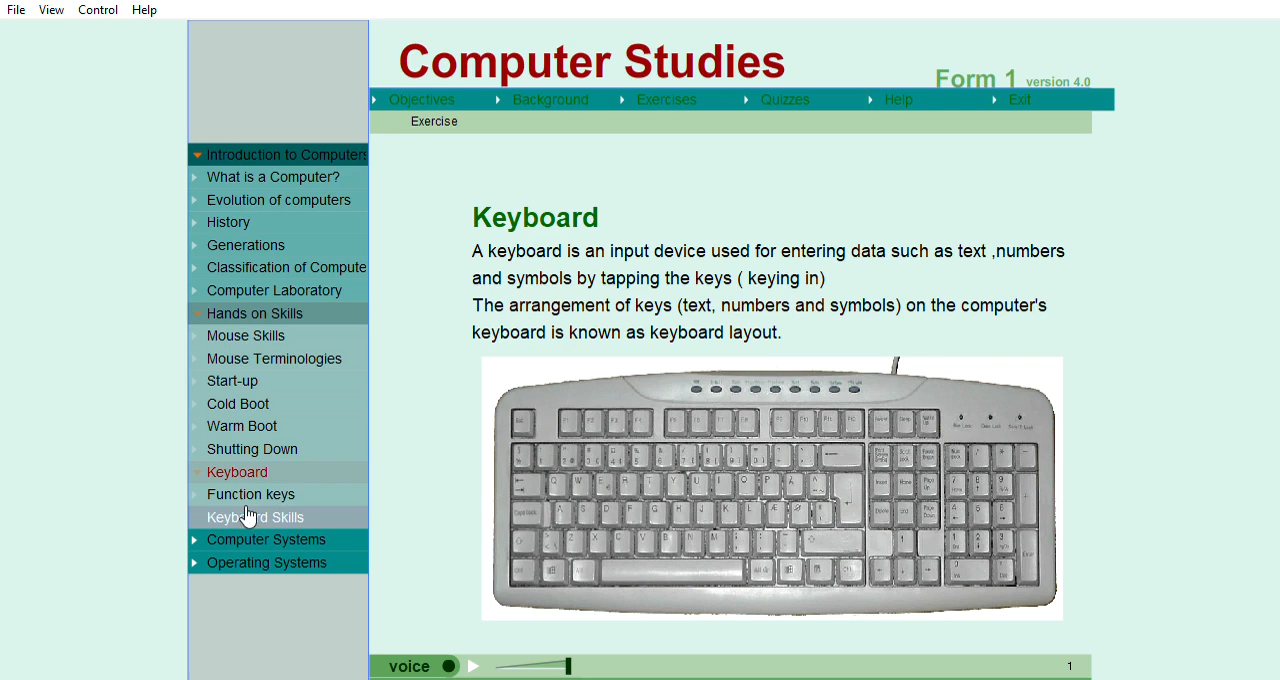 File View Control Help
Computer Studies
Form 1 version 4.0
Objectives Background Exercises Quizzes Help Exit
Exercise
Introduction to Computers
What is a Computer?
Evolution of computers
History
Generations
Classification of Compute
Computer Laboratory
Hands on Skills
Mouse Skills
Mouse Terminologies
Start-up
Cold Boot
Warm Boot
Shutting Down
Keyboard
Function keys
Keyboard Skills
Computer Systems
Operating Systems
Keyboard
A keyboard is an input device used for entering data such as text ,numbers
and symbols by tapping the keys ( keying in)
The arrangement of keys (text, numbers and symbols) on the computer's
keyboard is known as keyboard layout.
voice
1